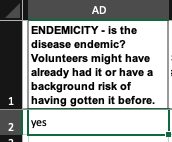 AD
ENDEMICITY - is the
disease endemic?
Volunteers might have
already had it or have a
background risk of
1 having gotten it before.
2 yes